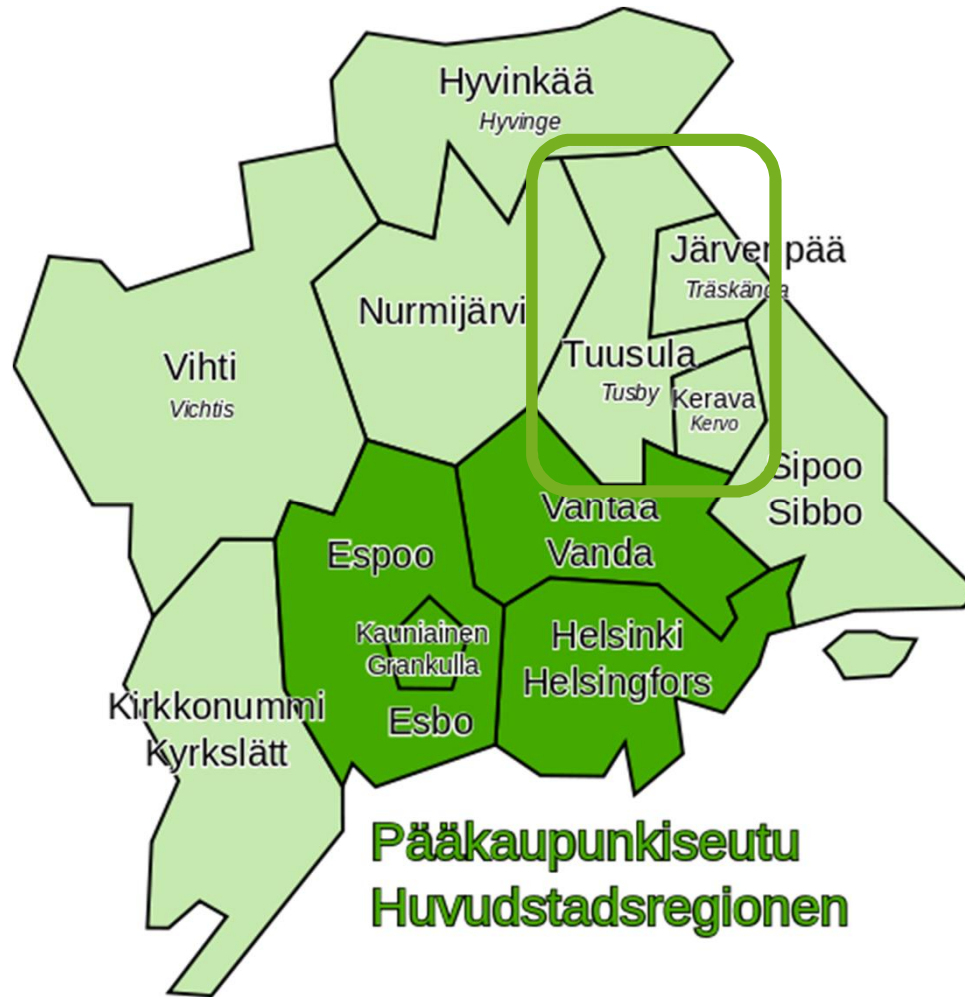 Hyvinkää
Hyvinge
Järvenpää
Träskända
Nurmijärvi
Tuusula
Tusby
Kerava
Kervo
Vihti
Vichtis
Sipoo
Sibbo
Vantaa
Vanda
Espoo
Kauniainen
Grankulla
Esbo
Helsinki
Helsingfors
Kirkkonummi
Kyrkslätt
Pääkaupunkiseutu
Huvudstadsregionen